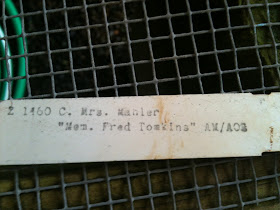 Z 1460 C. Mrs. Mahler
"Mem. Fred Tomkins" AM/AOS